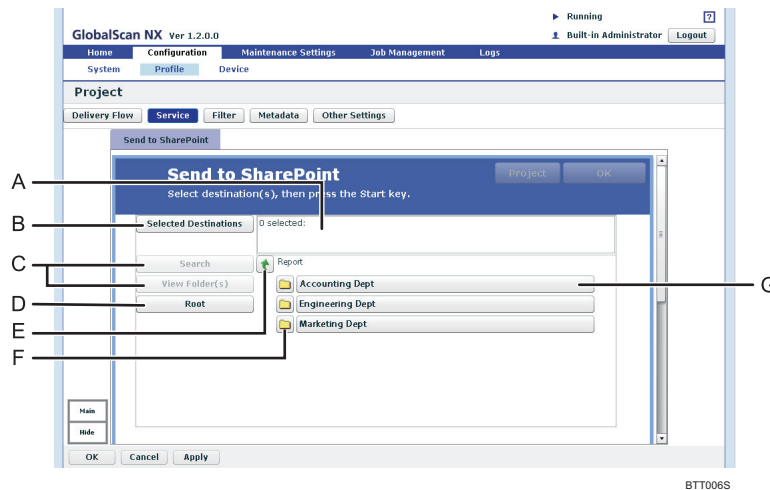 Running
?
GlobalScan NX Ver 1.2.0.0
Built-in Administrator Logout
Home Configuration Maintenance Settings Job Management Logs
System Profile Device
Project
Delivery Flow Service Filter Metadata Other Settings
Send to SharePoint
Send to SharePoint
Project OK
Select destination(s), then press the Start key.
A
B
Selected Destinations
0 selected:
C
Search
Report
View Folder(s)
Accounting Dept
G
D
Root
Engineering Dept
E
F
Marketing Dept
Main
Hide
OK Cancel Apply
BTT006S